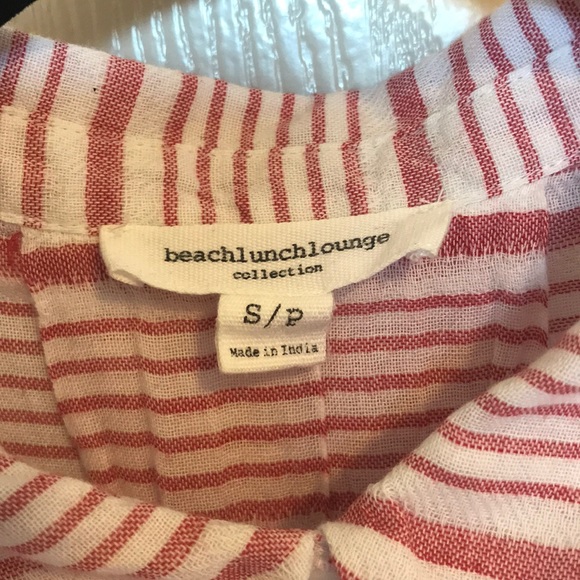 beachlunchlounge
collection
S/P
Made in India